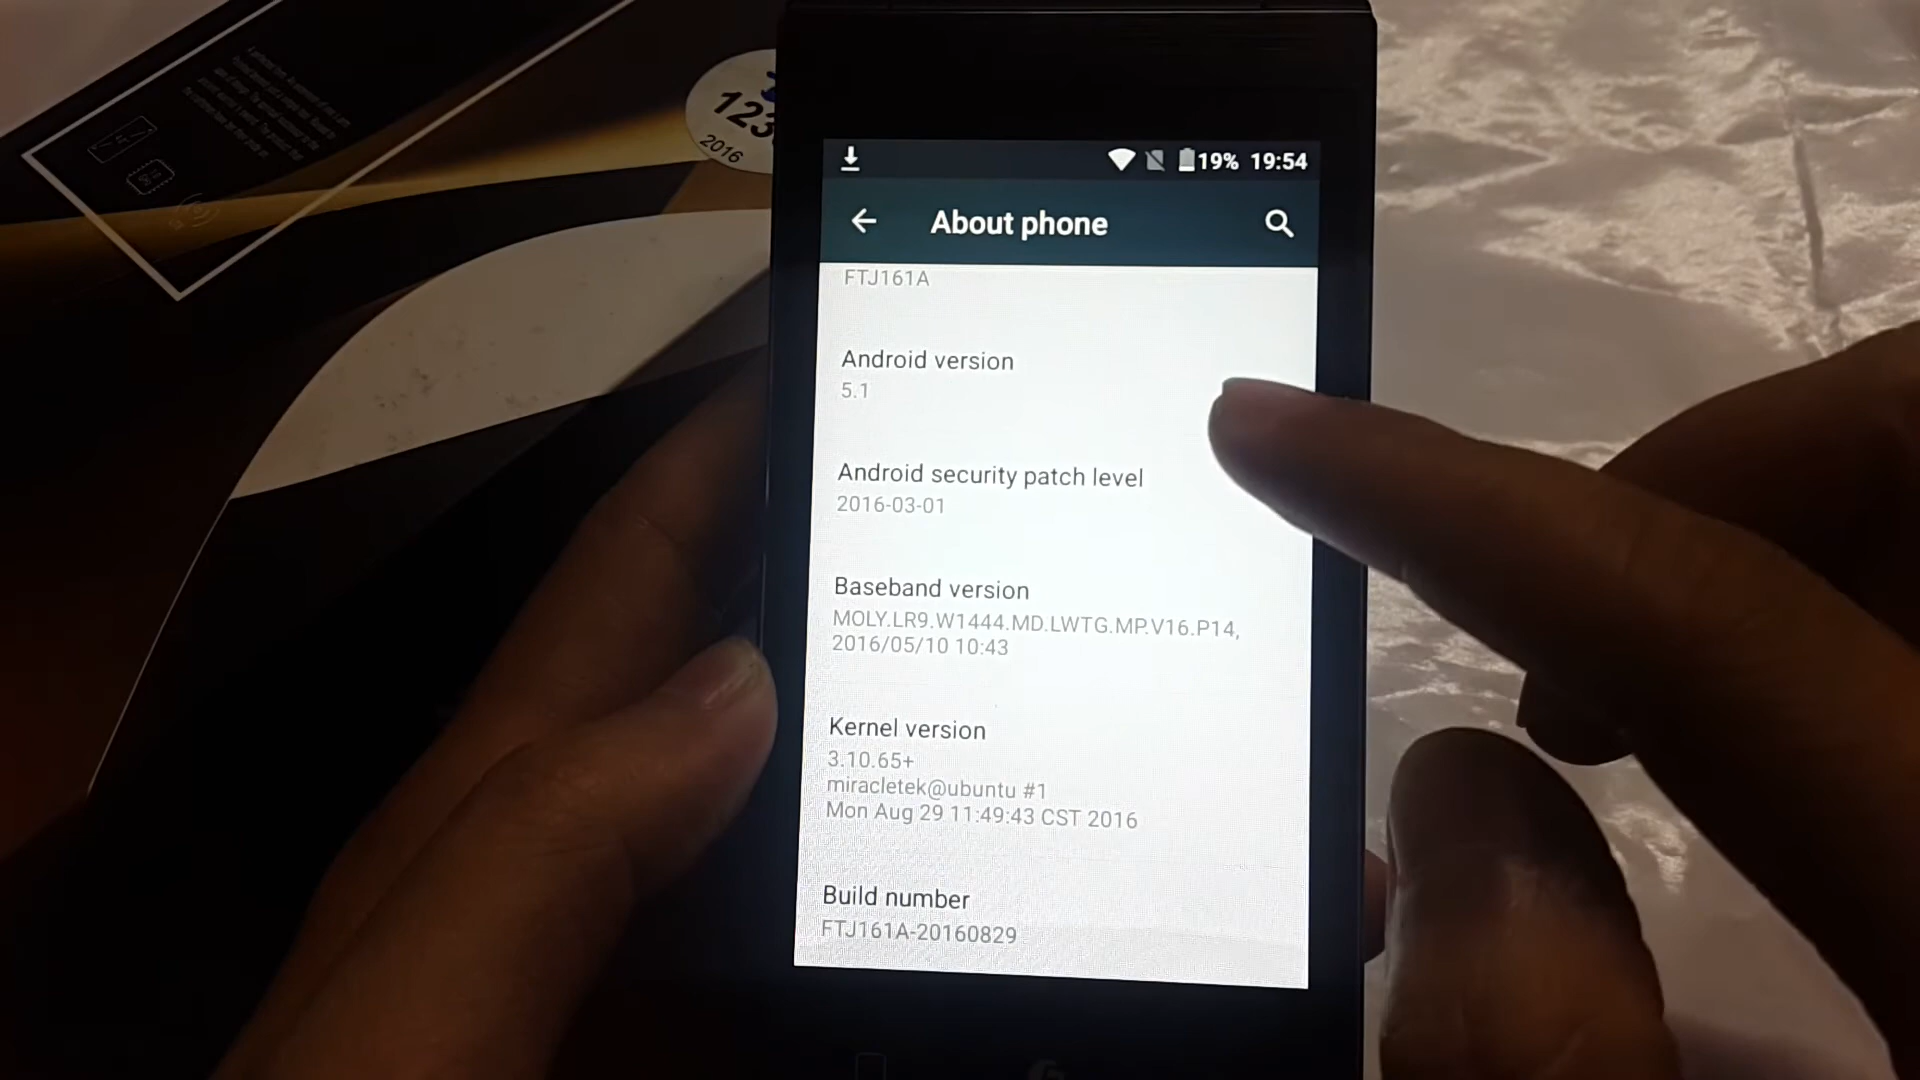 123
2016
19% 19:54
About phone
FTJ161A
Android version
5.1
Android security patch level
2016-03-01
Baseband version
MOLY.LR9.W1444.MD.LWTG.MP.V16.P14,
2016/05/10 10:43
Kernel version
3.10.65+
miracletek@ubuntu #1
Mon Aug 29 11:49:43 CST 2016
Build number
FTJ161A-20160829